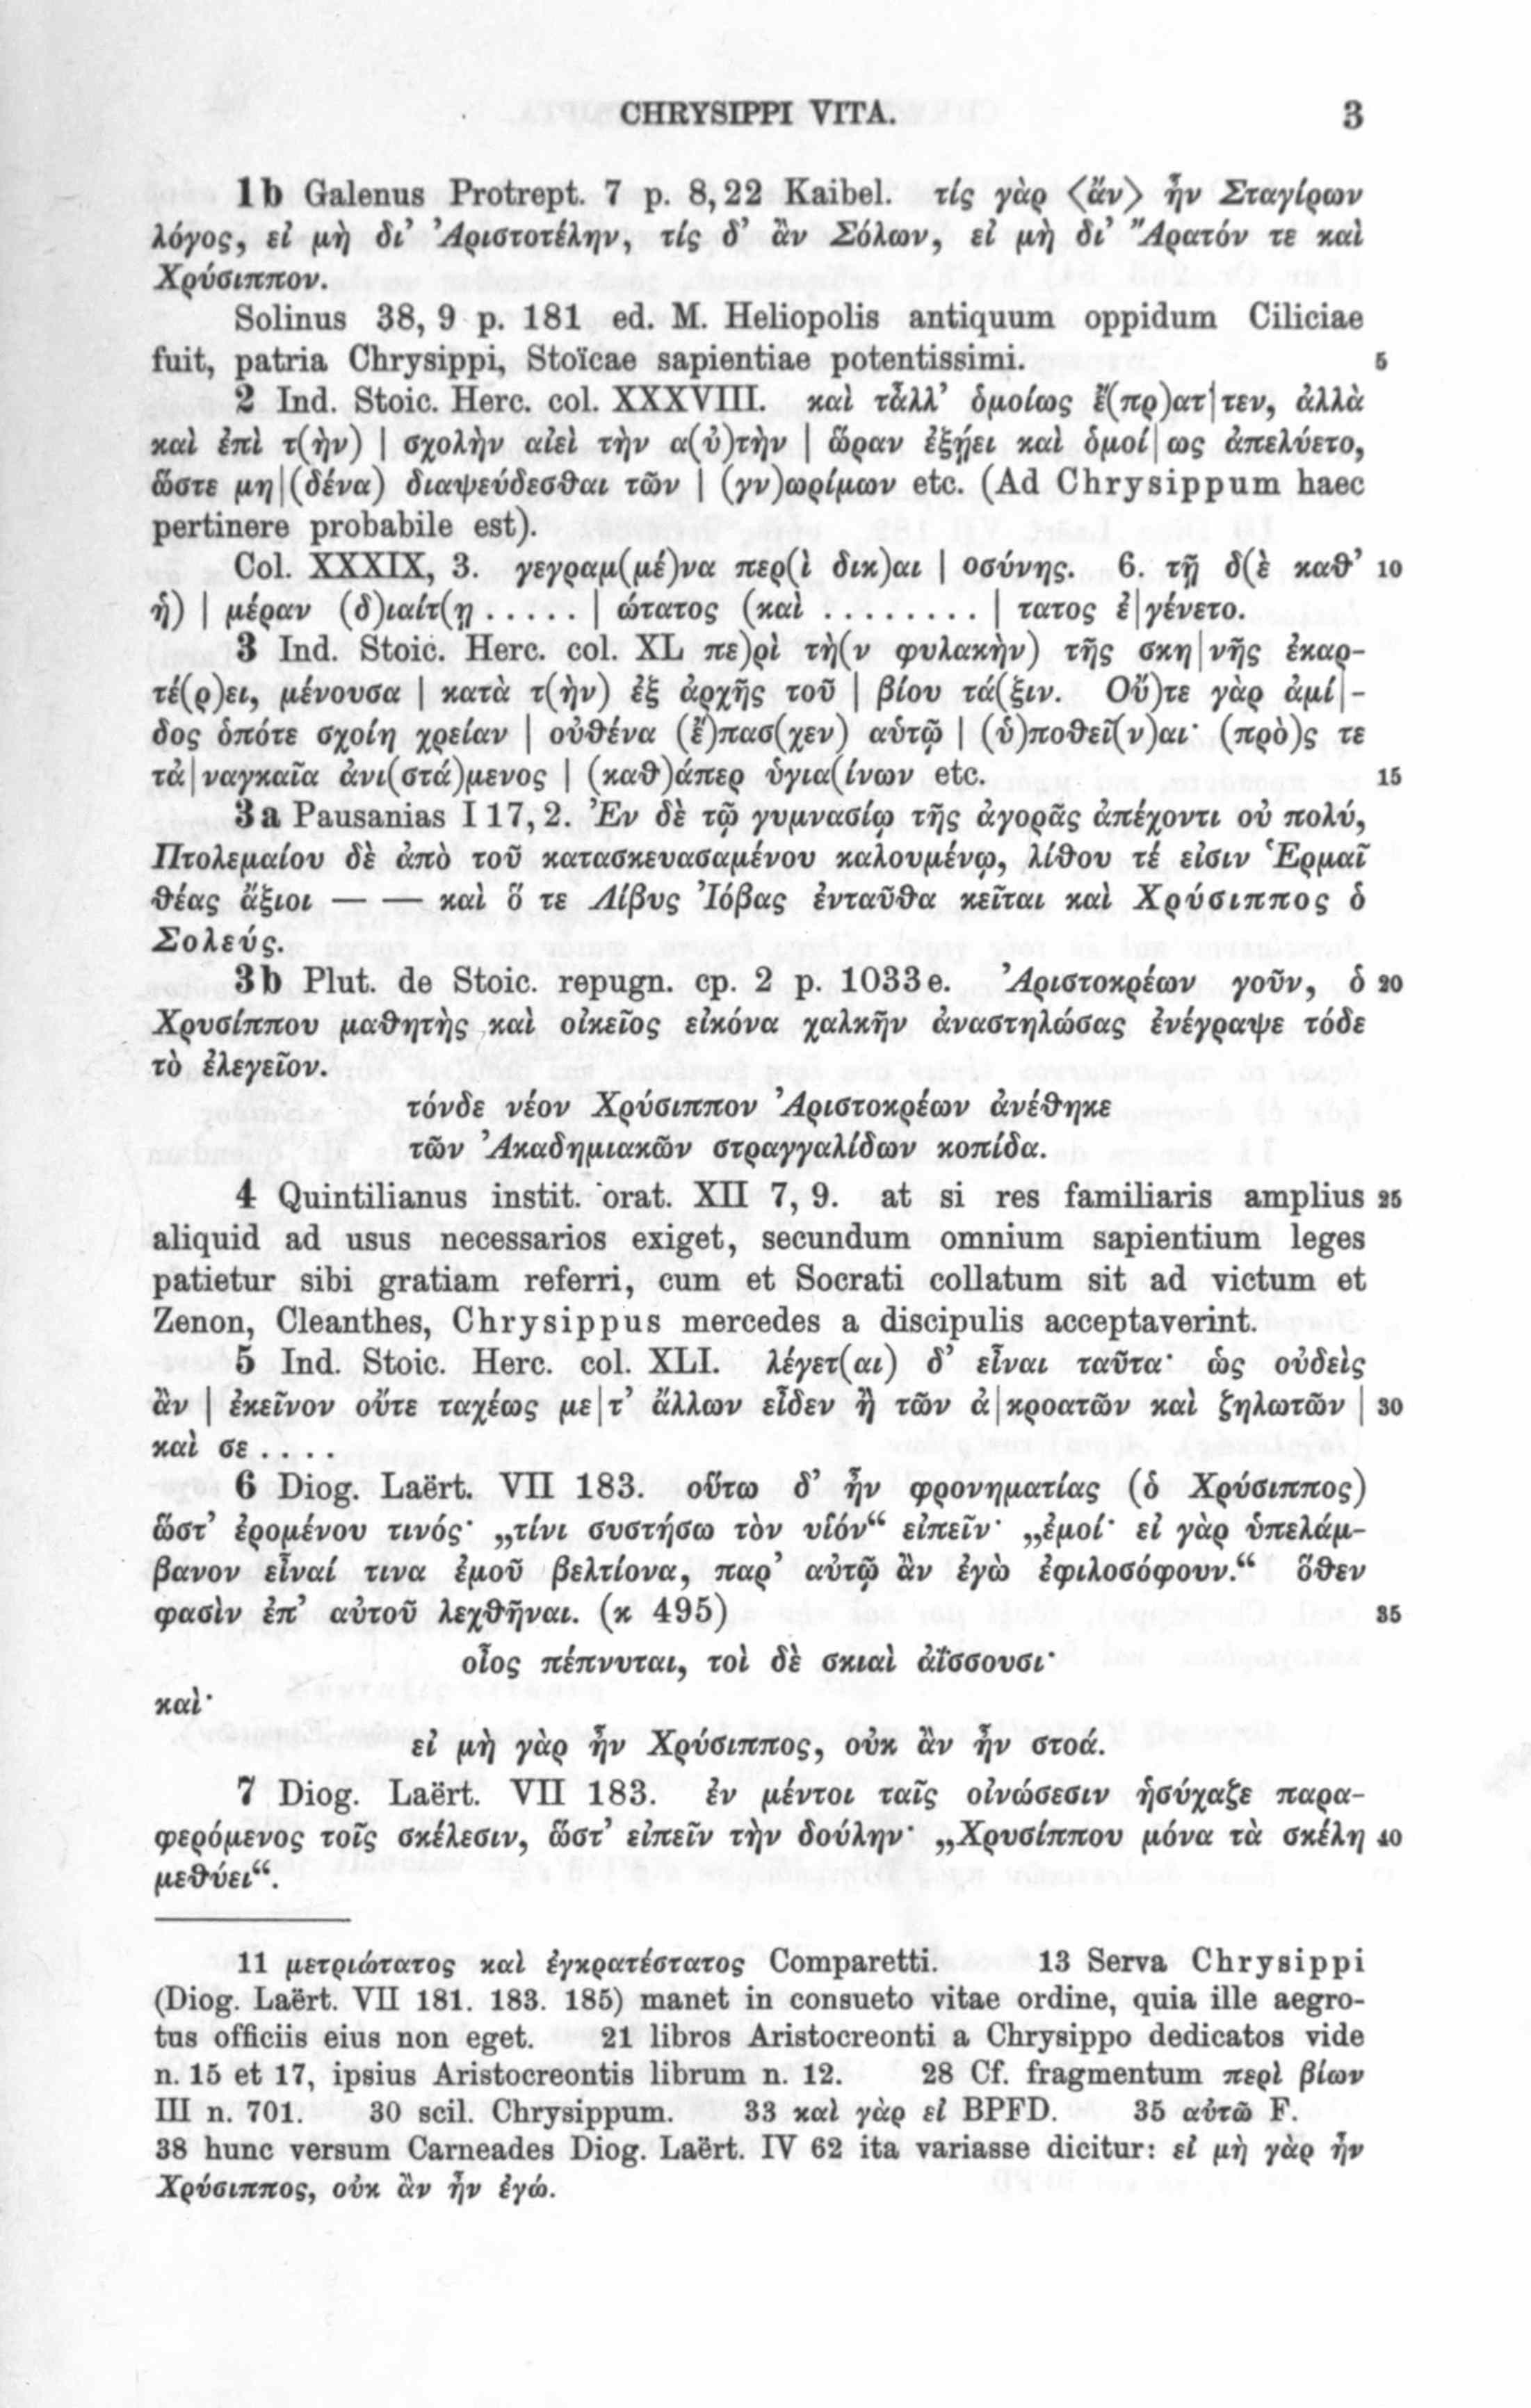 CHRYSIPPI VITA. 3
1b Galenus Protrept. 7 p. 8,22 Kaibel. τίς γὰρ 〈ἂν〉 ἦν Σταγίρων
λόγος, εἰ μὴ δι’ Ἀριστοτέλην, τίς δ’ ἂν Σόλων, εἰ μὴ δι’ Ἄρατόν τε καὶ
Χρύσιππον.
Solinus 38, 9 p. 181 ed. M. Heliopolis antiquum oppidum Ciliciae
fuit, patria Chrysippi, Stoïcae sapientiae potentissimi. 5
2 Ind. Stoic. Herc. col. XXXVIII. καὶ τἆλλ’ ὁμοίως ἔ(πρ)ατ|τεν, ἀλλὰ
καὶ ἐπὶ τ(ὴν) | σχολὴν αἰεὶ τὴν α(ὐ)τὴν | ὥραν ἐξῄει καὶ ὁμοί|ως ἀπελύετο,
ὥστε μη|(δένα) διαψεύδεσθαι τῶν | (γν)ωρίμων etc. (Ad Chrysippum haec
pertinere probabile est).
Col. XXXIX, 3. γεγραμ(μέ)να περ(ὶ δικ)αι | οσύνης. 6. τῇ δ(ὲ καθ’ 10
ἡ) | μέραν (δ)ιαίτ(ῃ ..... | ώτατος (καὶ ........ | τατος ἐ|γένετο.
3 Ind. Stoic. Herc. col. XL πε)ρὶ τὴ(ν φυλακὴν) τῆς σκη|νῆς ἐκαρ-
τέ(ρ)ει, μένουσα | κατὰ τ(ὴν) ἐξ ἀρχῆς τοῦ | βίου τά(ξιν. Οὔ)τε γὰρ ἁμί|-
δος ὁπότε σχοίη χρείαν | οὐθένα (ἔ)πασ(χεν) αὑτῷ | (ὑ)ποθεῖ(ν)αι· (πρὸ)ς τε
τἀ|ναγκαῖα ἀνι(στά)μενος | (καθ)άπερ ὑγια(ίνων etc. 15
3a Pausanias I 17, 2. Ἐν δὲ τῷ γυμνασίῳ τῆς ἀγορᾶς ἀπέχοντι οὐ πολύ,
Πτολεμαίου δὲ ἀπὸ τοῦ κατασκευασαμένου καλουμένῳ, λίθου τέ εἰσιν Ἑρμαῖ
θέας ἄξιοι — — καὶ ὅ τε Λίβυς Ἰόβας ἐνταῦθα κεῖται καὶ Χρύσιππος ὁ
Σολεύς.
3b Plut. de Stoic. repugn. cp. 2 p. 1033e. Ἀριστοκρέων γοῦν, ὁ 20
Χρυσίππου μαθητὴς καὶ οἰκεῖος εἰκόνα χαλκῆν ἀναστηλώσας ἐνέγραψε τόδε
τὸ ἐλεγεῖον.
τόνδε νέον Χρύσιππον Ἀριστοκρέων ἀνέθηκε
τῶν Ἀκαδημιακῶν στραγγαλίδων κοπίδα.
4 Quintilianus instit. orat. XII 7, 9. at si res familiaris amplius 25
aliquid ad usus necessarios exiget, secundum omnium sapientium leges
patietur sibi gratiam referri, cum et Socrati collatum sit ad victum et
Zenon, Cleanthes, Chrysippus mercedes a discipulis acceptaverint.
5 Ind. Stoic. Herc. col. XLI. λέγετ(αι) δ’ εἶναι ταῦτα· ὡς οὐδεὶς
ἂν | ἐκεῖνον οὔτε ταχέως με|τ’ ἄλλων εἶδεν ἢ τῶν ἀ|κροατῶν καὶ ζηλωτῶν | 30
καὶ σε ....
6 Diog. Laërt. VII 183. οὕτω δ’ ἦν φρονηματίας (ὁ Χρύσιππος)
ὥστ’ ἐρομένου τινός· „τίνι συστήσω τὸν υἱόν“ εἰπεῖν· „ἐμοί· εἰ γὰρ ὑπελάμ-
βανον εἶναί τινα ἐμοῦ βελτίονα, παρ’ αὐτῷ ἂν ἐγὼ ἐφιλοσόφουν.“ ὅθεν
φασὶν ἐπ’ αὐτοῦ λεχθῆναι. (κ 495) 35
οἶος πέπνυται, τοὶ δὲ σκιαὶ ἀΐσσουσι·
καὶ·
εἰ μὴ γὰρ ἦν Χρύσιππος, οὐκ ἂν ἦν στοά.
7 Diog. Laërt. VII 183. ἐν μέντοι ταῖς οἰνώσεσιν ἡσύχαζε παρα-
φερόμενος τοῖς σκέλεσιν, ὥστ’ εἰπεῖν τὴν δούλην· „Χρυσίππου μόνα τὰ σκέλη 40
μεθύει“.
11 μετριώτατος καὶ ἐγκρατέστατος Comparetti. 13 Serva Chrysippi
(Diog. Laërt. VII 181. 183. 185) manet in consueto vitae ordine, quia ille aegro-
tus officiis eius non eget. 21 libros Aristocreonti a Chrysippo dedicatos vide
n. 15 et 17, ipsius Aristocreontis librum n. 12. 28 Cf. fragmentum περὶ βίων
III n. 701. 30 scil. Chrysippum. 33 καὶ γὰρ εἰ BPFD. 35 αὐτῶ F.
38 hunc versum Carneades Diog. Laërt. IV 62 ita variasse dicitur: εἰ μὴ γὰρ ἦν
Χρύσιππος, οὐκ ἂν ἦν ἐγώ.